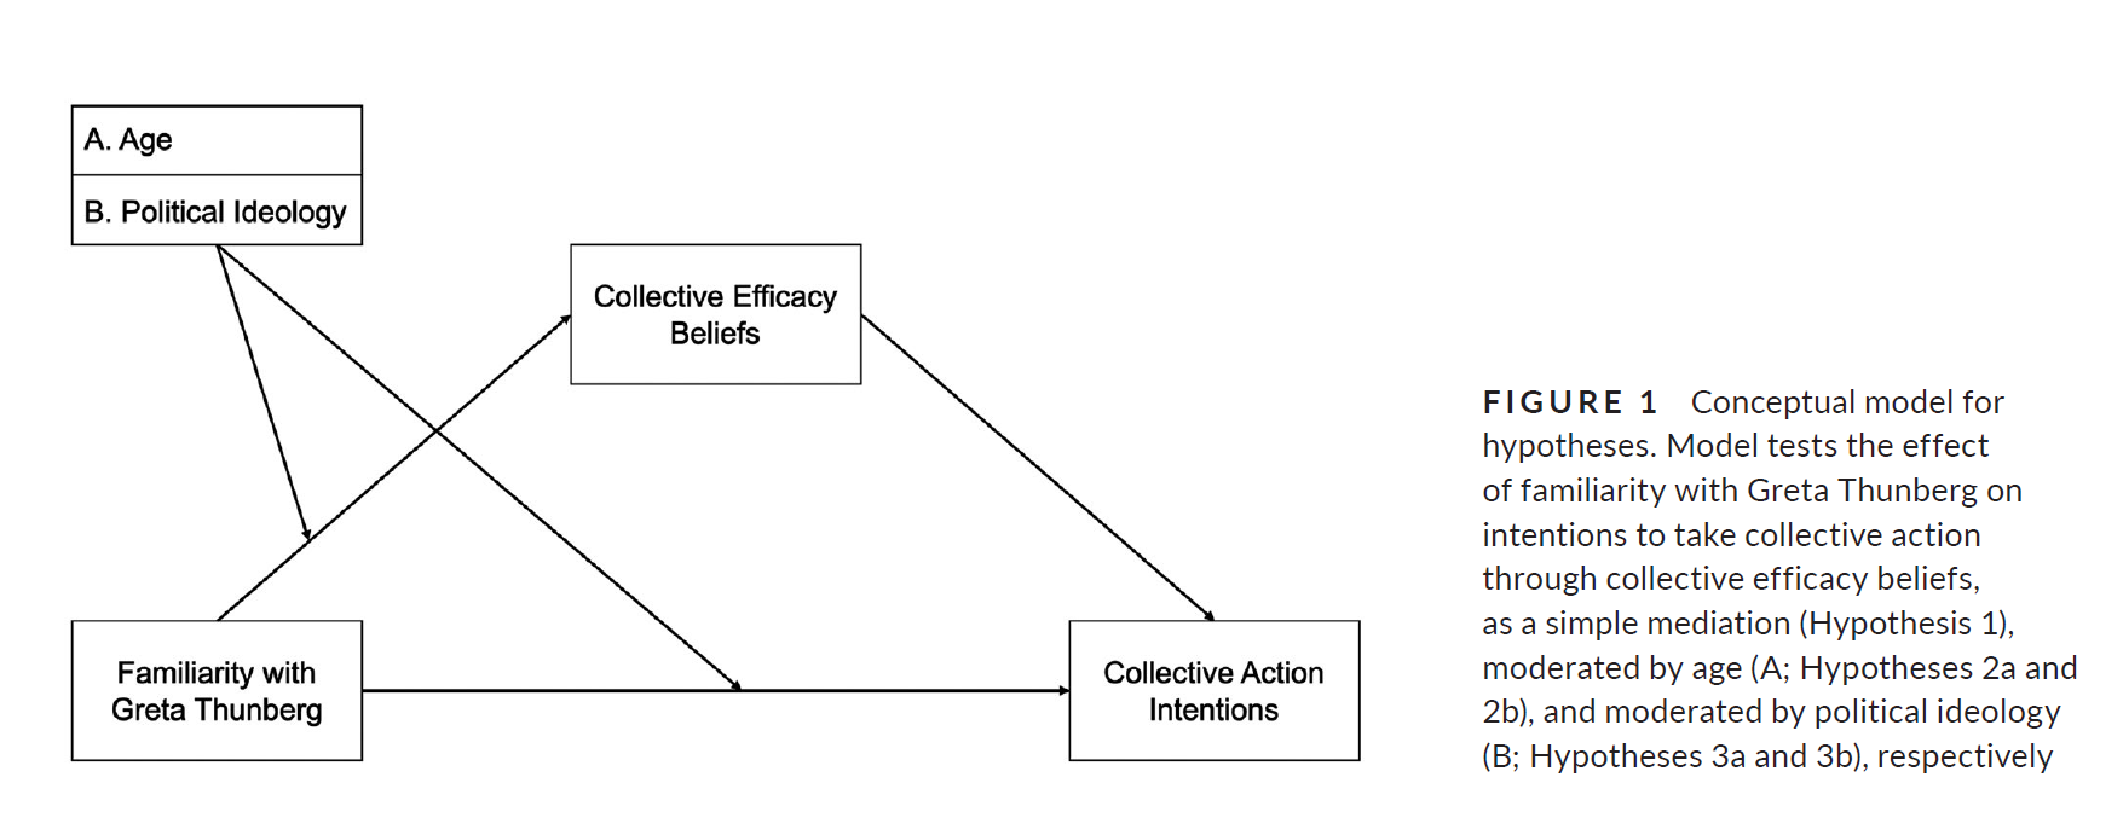 A. Age
B. Political Ideology
Collective Efficacy
Beliefs
Familiarity with
Greta Thunberg
Collective Action
Intentions
FIGURE 1 Conceptual model for
hypotheses. Model tests the effect
of familiarity with Greta Thunberg on
intentions to take collective action
through collective efficacy beliefs,
as a simple mediation (Hypothesis 1),
moderated by age (A; Hypotheses 2a and
2b), and moderated by political ideology
(B; Hypotheses 3a and 3b), respectively